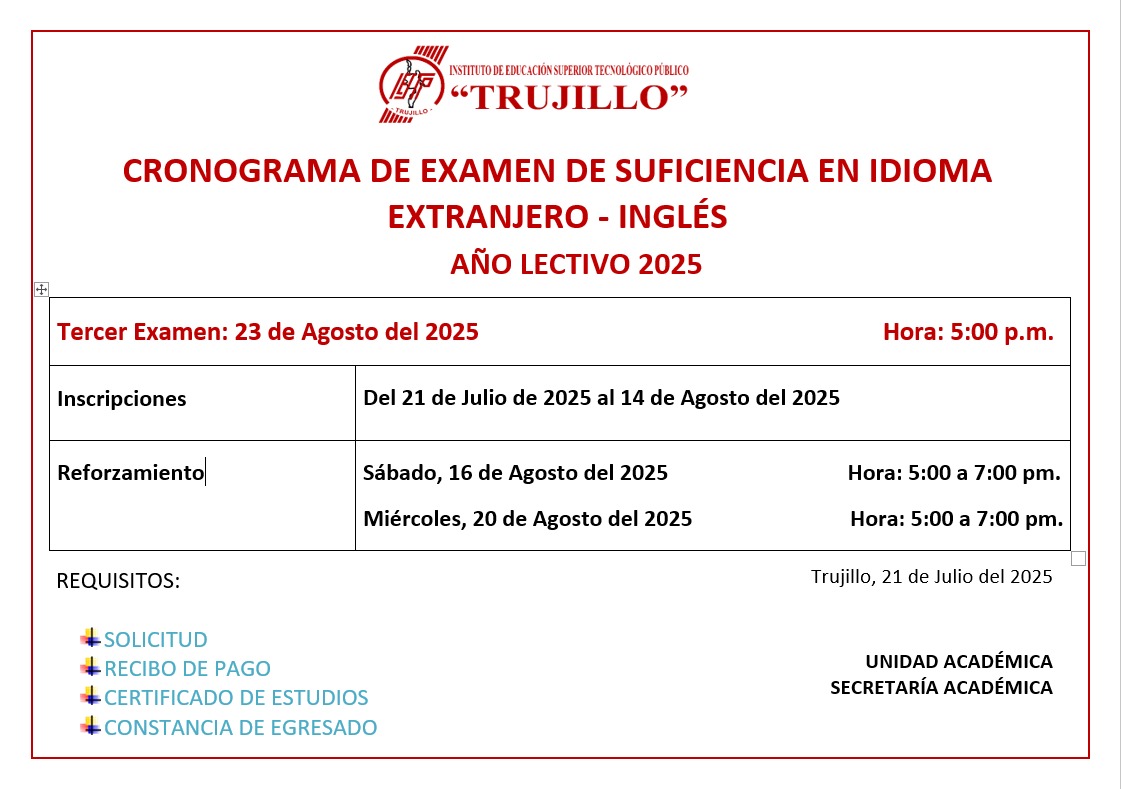 INSTITUTO DE EDUCACIÓN SUPERIOR TECNOLÓGICO PÚBLICO
“TRUJILLO”
TRUJILLO
CRONOGRAMA DE EXAMEN DE SUFICIENCIA EN IDIOMA
EXTRANJERO - INGLÉS
AÑO LECTIVO 2025
Tercer Examen: 23 de Agosto del 2025 Hora: 5:00 p.m.
Inscripciones Del 21 de Julio de 2025 al 14 de Agosto del 2025
Reforzamiento Sábado, 16 de Agosto del 2025 Hora: 5:00 a 7:00 pm.
Miércoles, 20 de Agosto del 2025 Hora: 5:00 a 7:00 pm.
REQUISITOS: Trujillo, 21 de Julio del 2025
SOLICITUD
RECIBO DE PAGO
CERTIFICADO DE ESTUDIOS
CONSTANCIA DE EGRESADO
UNIDAD ACADÉMICA
SECRETARÍA ACADÉMICA